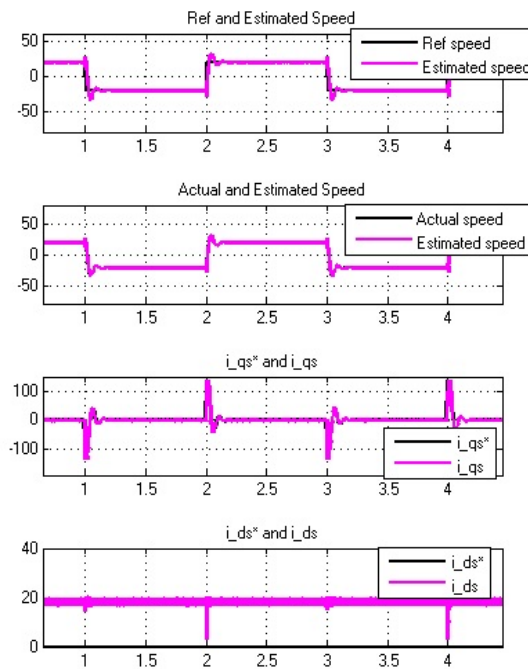 Ref and Estimated Speed
50
0
-50
Ref speed
Estimated speed
1 1.5 2 2.5 3 3.5 4
Actual and Estimated Speed
50
0
-50
Actual speed
Estimated speed
1 1.5 2 2.5 3 3.5 4
i_qs* and i_qs
100
0
-100
i_qs*
i_qs
1 1.5 2 2.5 3 3.5 4
i_ds* and i_ds
40
20
0
i_ds*
i_ds
1 1.5 2 2.5 3 3.5 4